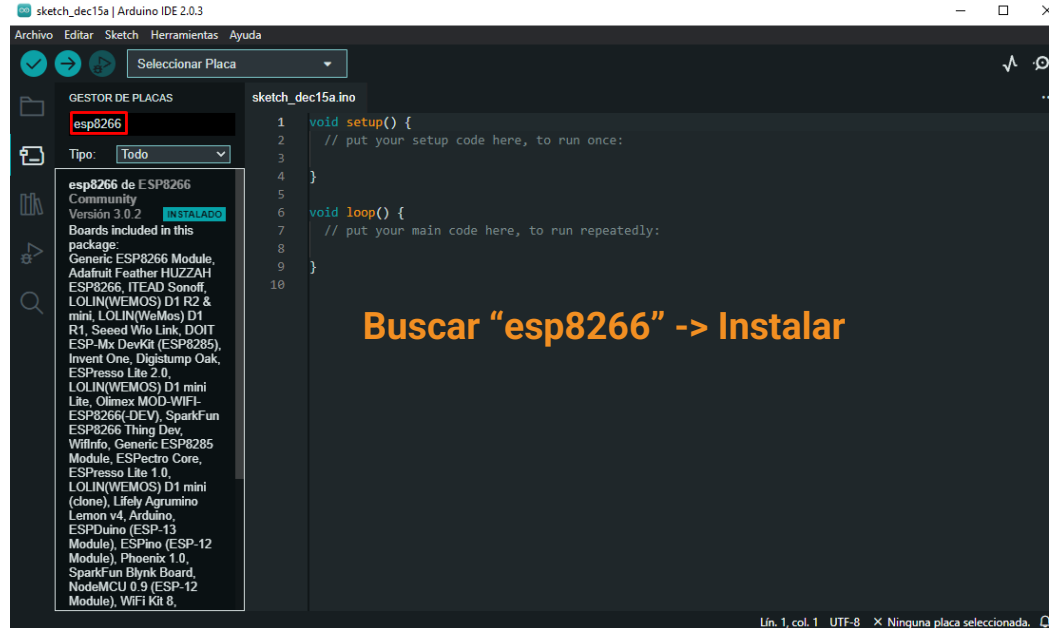 sketch_dec15a | Arduino IDE 2.0.3
Archivo Editar Sketch Herramientas Ayuda
Seleccionar Placa
GESTOR DE PLACAS
esp8266
Tipo: Todo
esp8266 de ESP8266
Community
Versión 3.0.2 INSTALADO
Boards included in this
package:
Generic ESP8266 Module,
Adafruit Feather HUZZAH
ESP8266, ITEAD Sonoff,
LOLIN(WEMOS) D1 R2 &
mini, LOLIN(WeMos) D1
R1, Seeed Wio Link, DOIT
ESP-Mx DevKit (ESP8285),
Invent One, Digistump Oak,
ESPresso Lite 2.0,
LOLIN(WEMOS) D1 mini
Lite, Olimex MOD-WIFI-
ESP8266(-DEV), SparkFun
ESP8266 Thing Dev,
WifInfo, Generic ESP8285
Module, ESPectro Core,
ESPresso Lite 1.0,
LOLIN(WEMOS) D1 mini
(clone), Lifely Agrumino
Lemon v4, Arduino,
ESPDuino (ESP-13
Module), ESPino (ESP-12
Module), Phoenix 1.0,
SparkFun Blynk Board,
NodeMCU 0.9 (ESP-12
Module), WiFi Kit 8,
sketch_dec15a.ino
1 void setup() {
2 // put your setup code here, to run once:
3
4 }
5
6 void loop() {
7 // put your main code here, to run repeatedly:
8
9 }
10
Buscar “esp8266” -> Instalar
Lín. 1, col. 1 UTF-8 × Ninguna placa seleccionada.